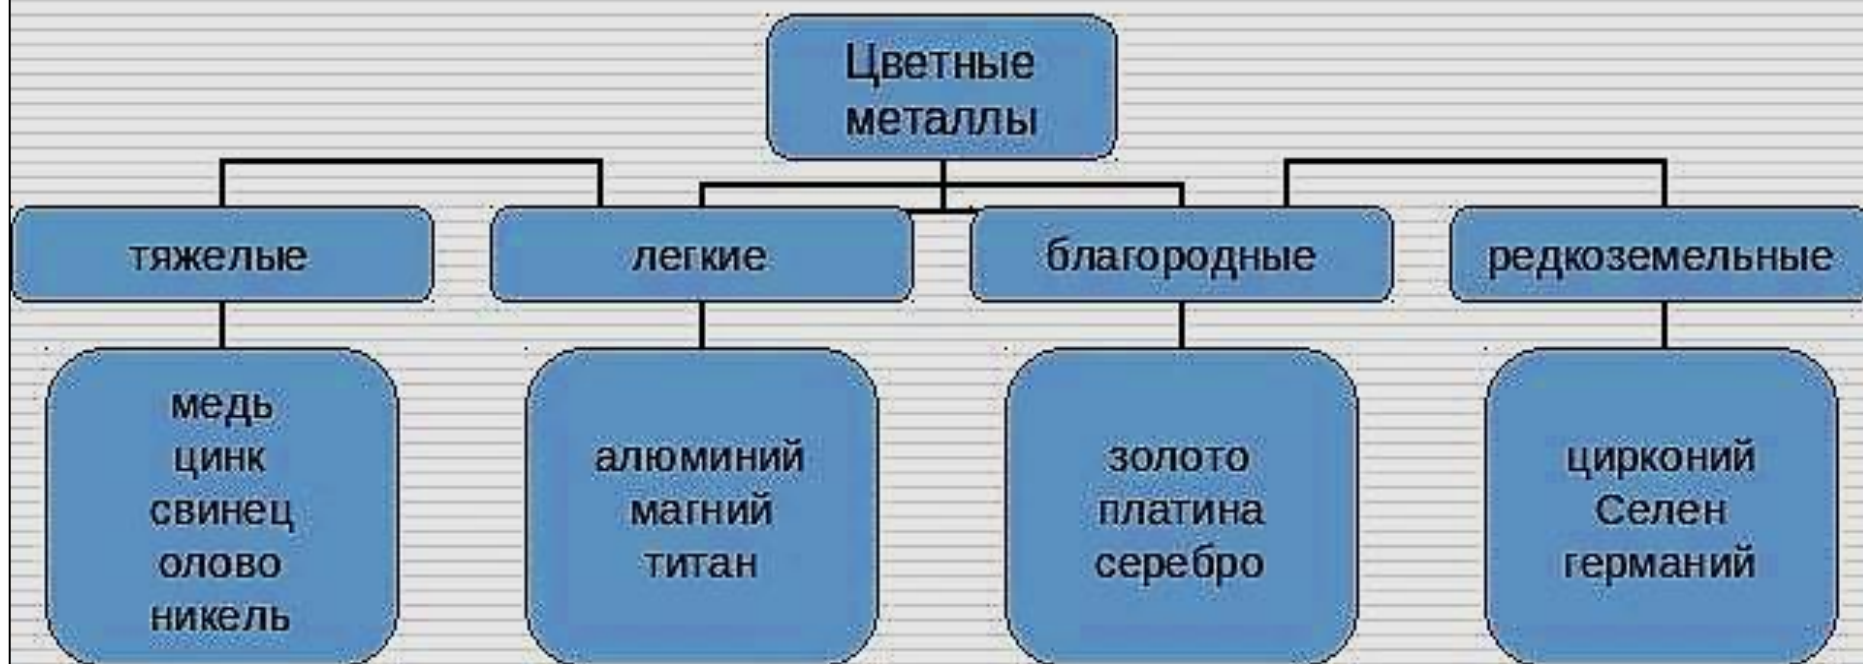 Цветные
металлы
тяжелые
легкие
благородные
редкоземельные
медь
цинк
свинец
олово
никель
алюминий
магний
титан
золото
платина
серебро
цирконий
Селен
германий